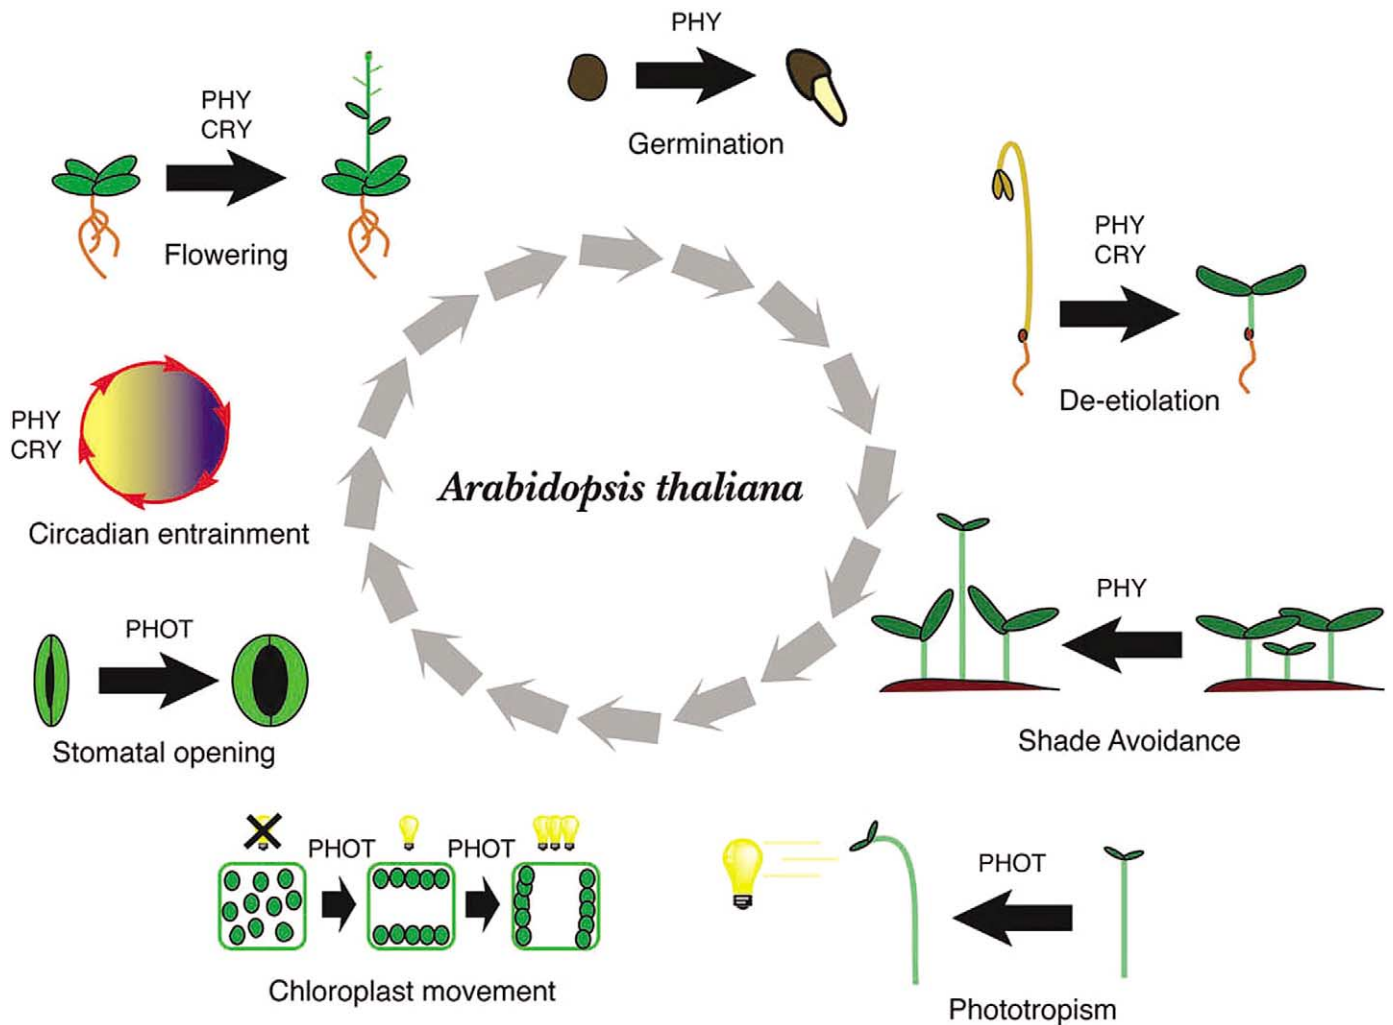 PHY
Germination
PHY
CRY
Flowering
PHY
CRY
De-etiolation
PHY
CRY
Circadian entrainment
Arabidopsis thaliana
PHY
Shade Avoidance
PHOT
Stomatal opening
PHOT
PHOT
Chloroplast movement
PHOT
Phototropism